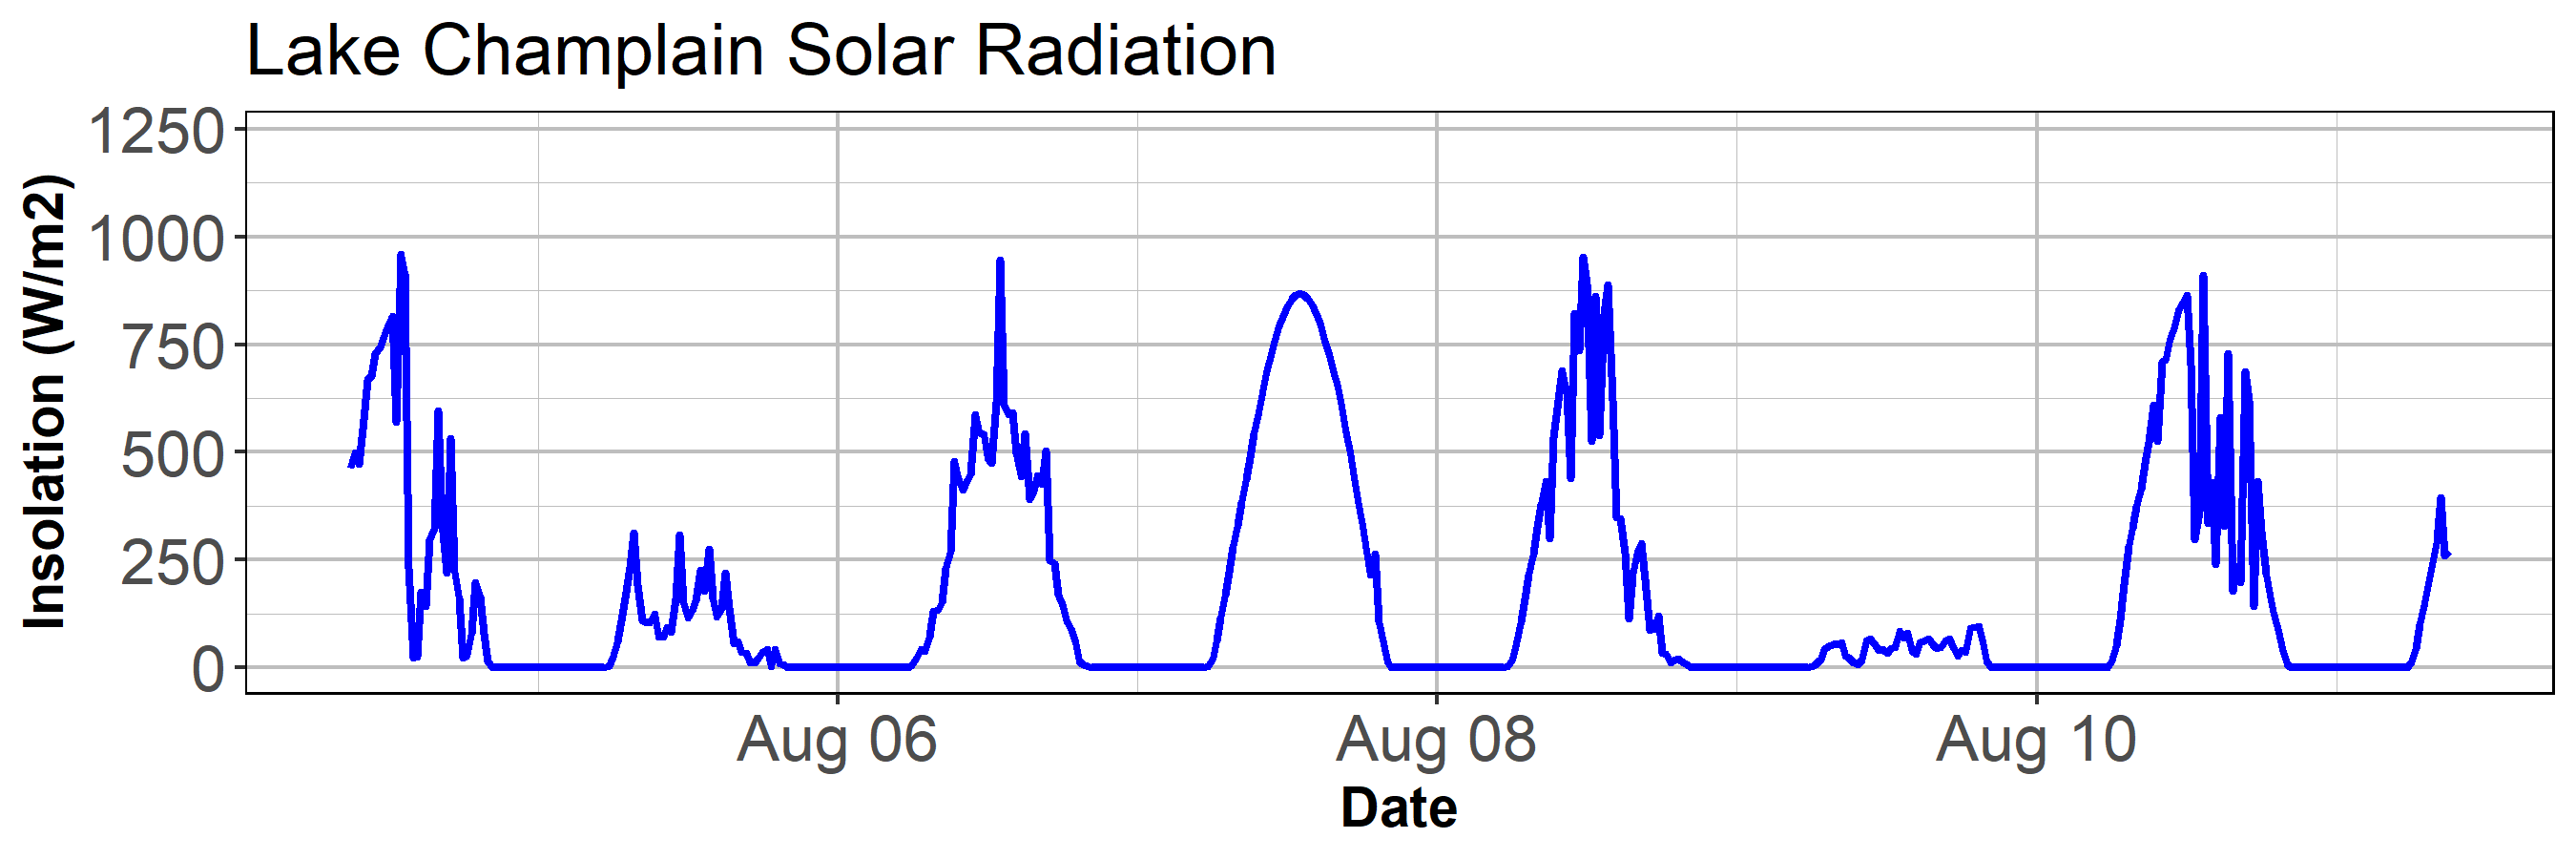 Lake Champlain Solar Radiation
1250
1000
750
500
250
0
Insolation (W/m2)
Aug 06
Aug 08
Aug 10
Date